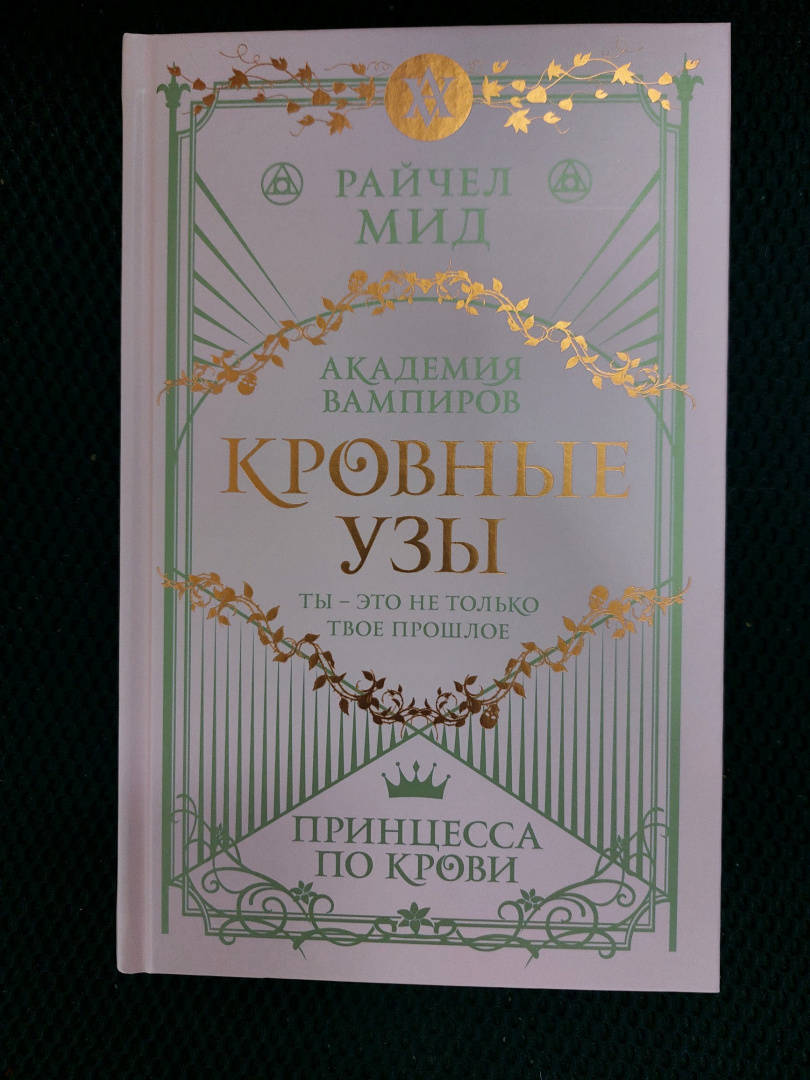 РАЙЧЕЛ
МИД
АКАДЕМИЯ
ВАМПИРОВ
КРОВНЫЕ
УЗЫ
ТЫ – ЭТО НЕ ТОЛЬКО
ТВОЕ ПРОШЛОЕ
ПРИНЦЕССА
ПО КРОВИ